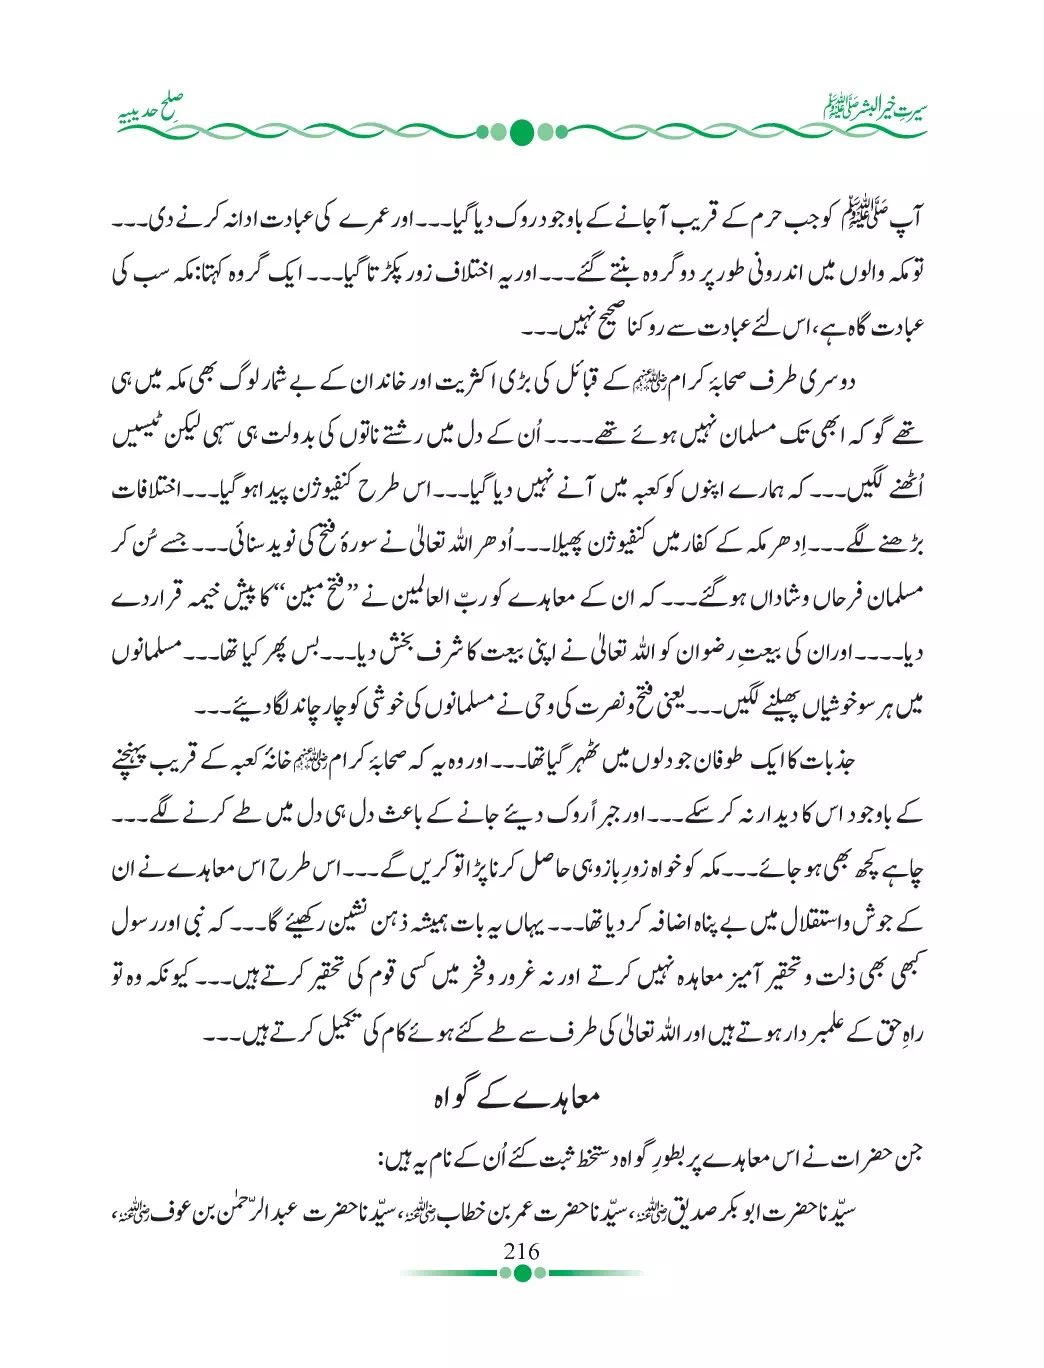 سیرتِ خیر البشر ﷺ
صلح حدیبیہ
آپ ﷺ کو جب حرم کے قریب آجانے کے باوجود روک دیا گیا۔۔۔ اور عمرے کی عبادت ادا نہ کرنے دی۔۔۔
تو مکہ والوں میں اندرونی طور پر دو گروہ بنتے گئے۔۔۔ اور یہ اختلاف زور پکڑتا گیا۔۔۔ ایک گروہ کہتا: مکہ سب کی
عبادت گاہ ہے، اس لئے عبادت سے روکنا صحیح نہیں۔۔۔
دوسری طرف صحابۂ کرام رضی اللہ عنہم کے قبائل کی بڑی اکثریت اور خاندان کے بے شمار لوگ بھی مکہ میں ہی
تھے گو کہ ابھی تک مسلمان نہیں ہوئے تھے۔۔۔۔ اُن کے دل میں رشتے ناتوں کی بدولت ہی سہی لیکن ٹیسیں
اُٹھنے لگیں۔۔۔ کہ ہمارے اپنوں کو کعبہ میں آنے نہیں دیا گیا۔۔۔ اس طرح کنفیوژن پیدا ہو گیا۔۔۔ اختلافات
بڑھنے لگے۔۔۔ اِدھر مکہ کے کفار میں کنفیوژن پھیلا۔۔۔ اُدھر اللہ تعالیٰ نے سورۂ فتح کی نوید سنائی۔۔۔ جسے سُن کر
مسلمان فرحاں و شاداں ہو گئے۔۔۔ کہ ان کے معاہدے کو ربّ العالمین نے ”فتح مبین“ کا پیش خیمہ قرار دے
دیا۔۔۔۔ اور ان کی بیعتِ رضوان کو اللہ تعالیٰ نے اپنی بیعت کا شرف بخش دیا۔۔۔ بس پھر کیا تھا۔۔۔ مسلمانوں
میں ہر سو خوشیاں پھیلنے لگیں۔۔۔ یعنی فتح و نصرت کی وحی نے مسلمانوں کی خوشی کو چار چاند لگا دیئے۔۔۔
جذبات کا ایک طوفان جو دلوں میں ٹھہر گیا تھا۔۔۔ اور وہ یہ کہ صحابۂ کرام رضی اللہ عنہم خانۂ کعبہ کے قریب پہنچنے
کے باوجود اس کا دیدار نہ کر سکے۔۔۔ اور جبراً روک دیئے جانے کے باعث دل ہی دل میں طے کرنے لگے۔۔۔
چاہے کچھ بھی ہو جائے۔۔۔ مکہ کو خواہ زورِ بازو ہی حاصل کرنا پڑا تو کریں گے۔۔۔ اس طرح اس معاہدے نے ان
کے جوش و استقلال میں بے پناہ اضافہ کر دیا تھا۔۔۔ یہاں یہ بات ہمیشہ ذہن نشین رکھیئے گا۔۔۔ کہ نبی اور رسول
کبھی بھی ذلت و تحقیر آمیز معاہدہ نہیں کرتے اور نہ غرور و فخر میں کسی قوم کی تحقیر کرتے ہیں۔۔۔ کیونکہ وہ تو
راہِ حق کے علمبردار ہوتے ہیں اور اللہ تعالیٰ کی طرف سے طے کئے ہوئے کام کی تکمیل کرتے ہیں۔۔۔
معاہدے کے گواہ
جن حضرات نے اس معاہدے پر بطورِ گواہ دستخط ثبت کئے اُن کے نام یہ ہیں:
سیّدنا حضرت ابوبکر صدیق رضی اللہ عنہ، سیّدنا حضرت عمر بن خطاب رضی اللہ عنہ، سیّدنا حضرت عبدالرّحمٰن بن عوف رضی اللہ عنہ،
216